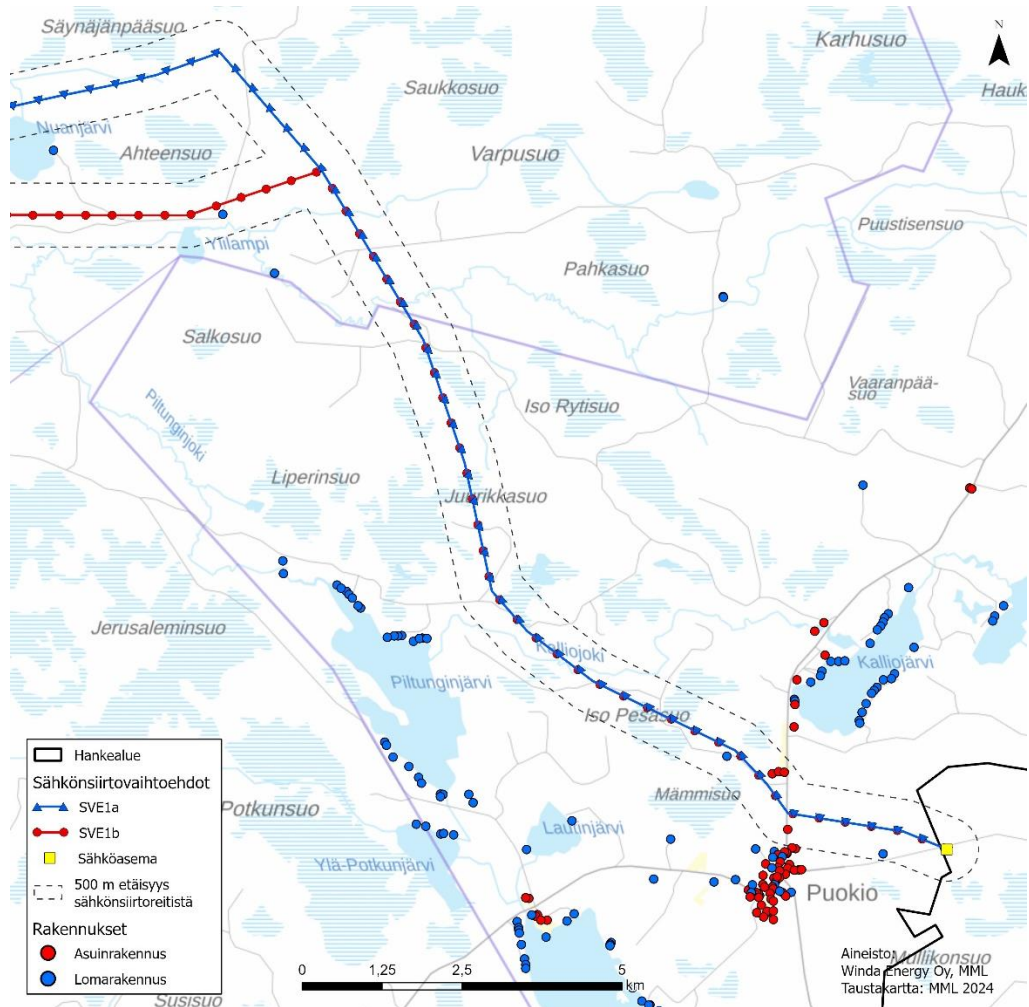 Säynäjänpääsuo
Karhusuo
N
Saukkosuo
Hauk
Nuanjärvi
Ahteensuo
Varpusuo
Puustisensuo
Ylilampi
Pahkasuo
Salkosuo
Vaaranpää-
suo
Piltunginjoki
Iso Rytisuo
Liperinsuo
Juurikkasuo
Jerusaleminsuo
Kalliojoki
Kalliojärvi
Piltunginjärvi
Iso Pesäsuo
Hankealue
Sähkönsiirtovaihtoehdot
SVE1a
SVE1b
Sähköasema
500 m etäisyys
sähkönsiirtoreitistä
Rakennukset
Asuinrakennus
Lomarakennus
Potkunsuo
Mämmisuo
Lautinjärvi
Ylä-Potkunjärvi
Puokio
Mullikonsuo
Susisuo
0 1,25 2,5 5
km
Aineisto:
Winda Energy Oy, MML
Taustakartta: MML 2024